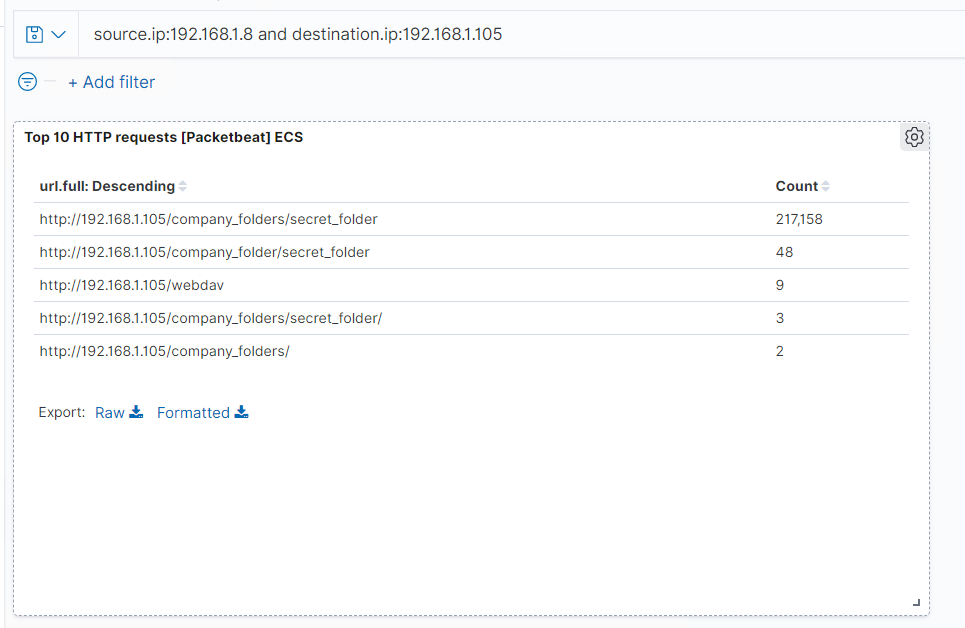 source.ip:192.168.1.8 and destination.ip:192.168.1.105
+ Add filter
Top 10 HTTP requests [Packetbeat] ECS
url.full: Descending Count
http://192.168.1.105/company_folders/secret_folder 217,158
http://192.168.1.105/company_folder/secret_folder 48
http://192.168.1.105/webdav 9
http://192.168.1.105/company_folders/secret_folder/ 3
http://192.168.1.105/company_folders/ 2
Export: Raw Formatted